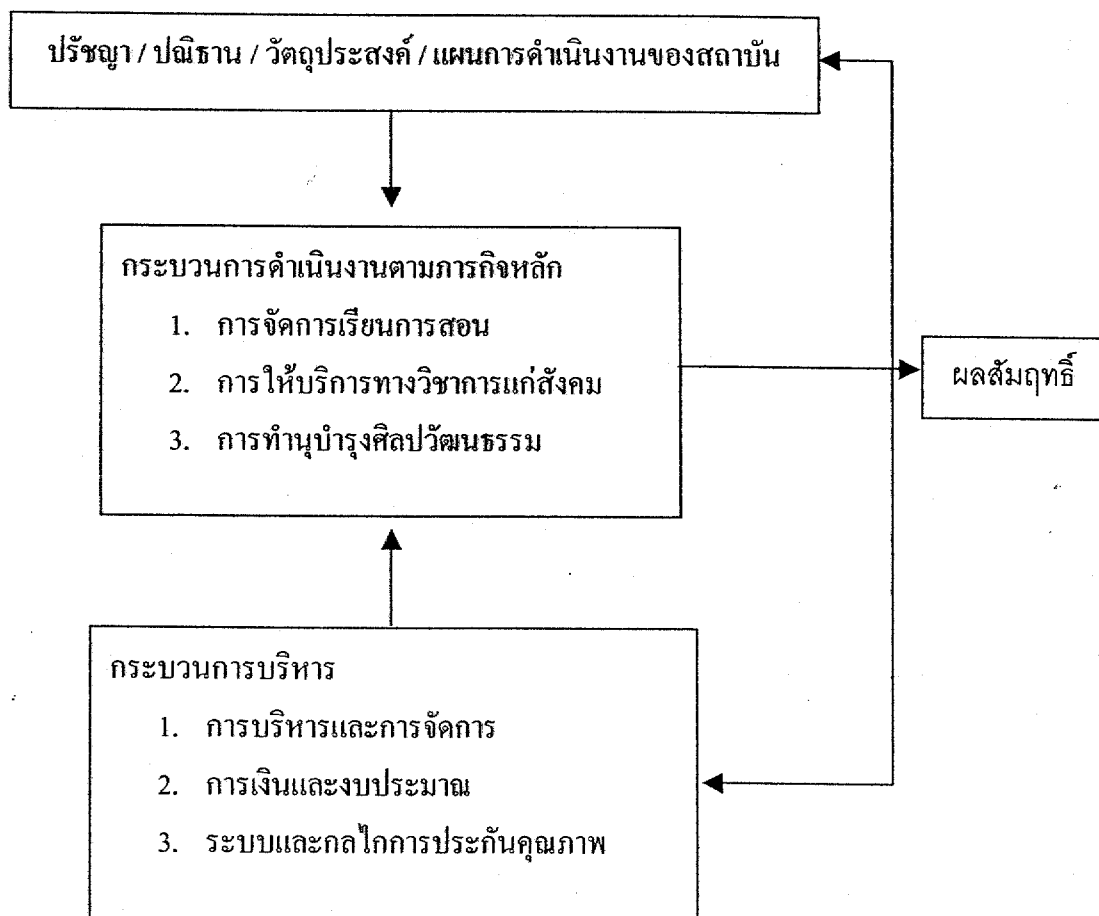 ปรัชญา / ปณิธาน / วัตถุประสงค์ / แผนการดำเนินงานของสถาบัน
กระบวนการดำเนินงานตามภารกิจหลัก
1. การจัดการเรียนการสอน
2. การให้บริการทางวิชาการแก่สังคม
3. การทำนุบำรุงศิลปวัฒนธรรม
ผลสัมฤทธิ์
กระบวนการบริหาร
1. การบริหารและการจัดการ
2. การเงินและงบประมาณ
3. ระบบและกลไกการประกันคุณภาพ